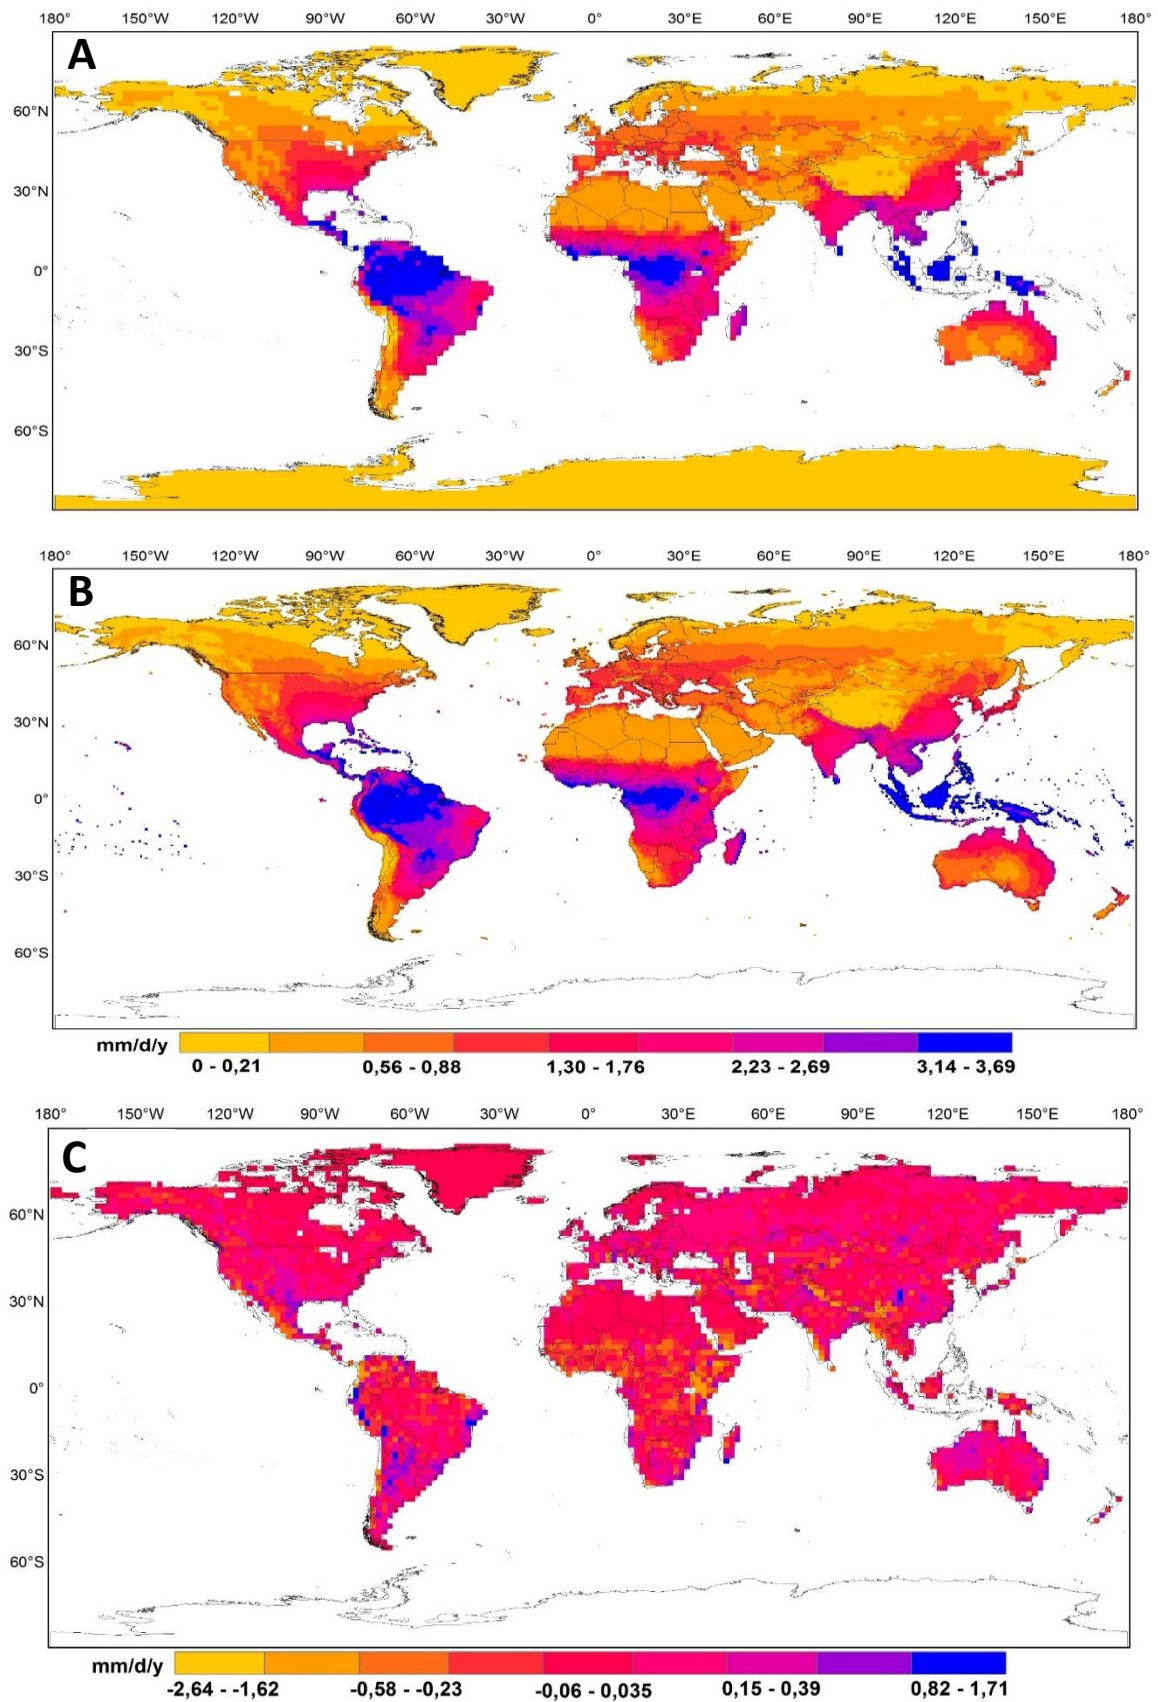 180° 150°W 120°W 90°W 60°W 30°W 0° 30°E 60°E 90°E 120°E 150°E 180°
A
60°N
30°N
0°
30°S
60°S
180° 150°W 120°W 90°W 60°W 30°W 0° 30°E 60°E 90°E 120°E 150°E 180°
B
60°N
30°N
0°
30°S
60°S
mm/d/y
0 - 0,21 0,56 - 0,88 1,30 - 1,76 2,23 - 2,69 3,14 - 3,69
180° 150°W 120°W 90°W 60°W 30°W 0° 30°E 60°E 90°E 120°E 150°E 180°
C
60°N
30°N
0°
30°S
60°S
mm/d/y
-2,64 - -1,62 -0,58 - -0,23 -0,06 - 0,035 0,15 - 0,39 0,82 - 1,71